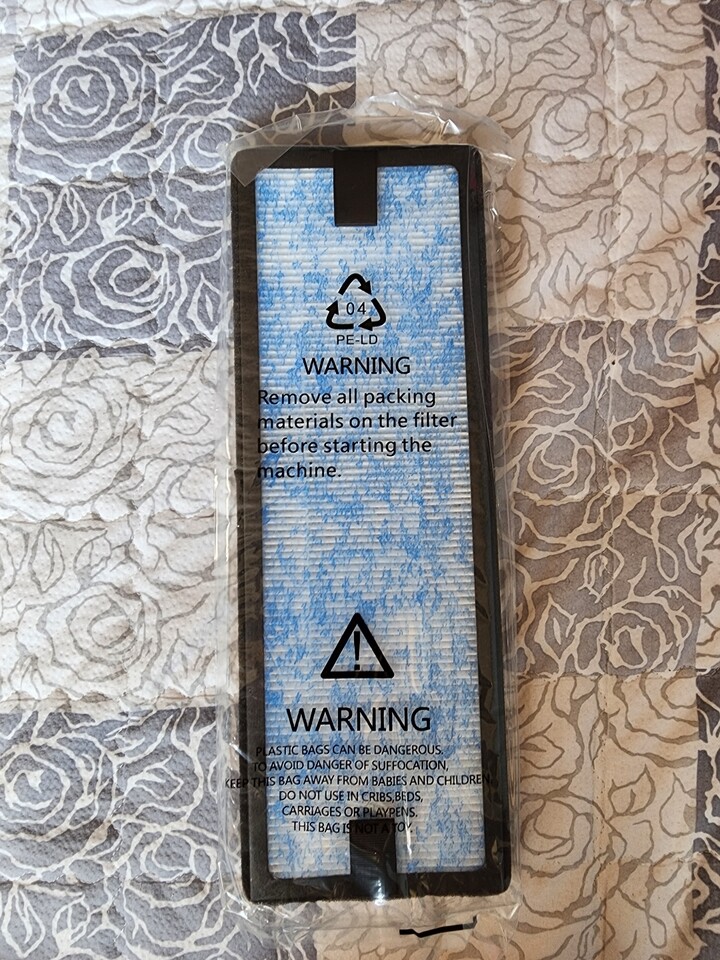 04
PE-LD
WARNING
Remove all packing
materials on the filter
before starting the
machine.
WARNING
PLASTIC BAGS CAN BE DANGEROUS.
TO AVOID DANGER OF SUFFOCATION,
KEEP THIS BAG AWAY FROM BABIES AND CHILDREN
DO NOT USE IN CRIBS,BEDS,
CARRIAGES OR PLAYPENS.
THIS BAG IS NOT A TOY.